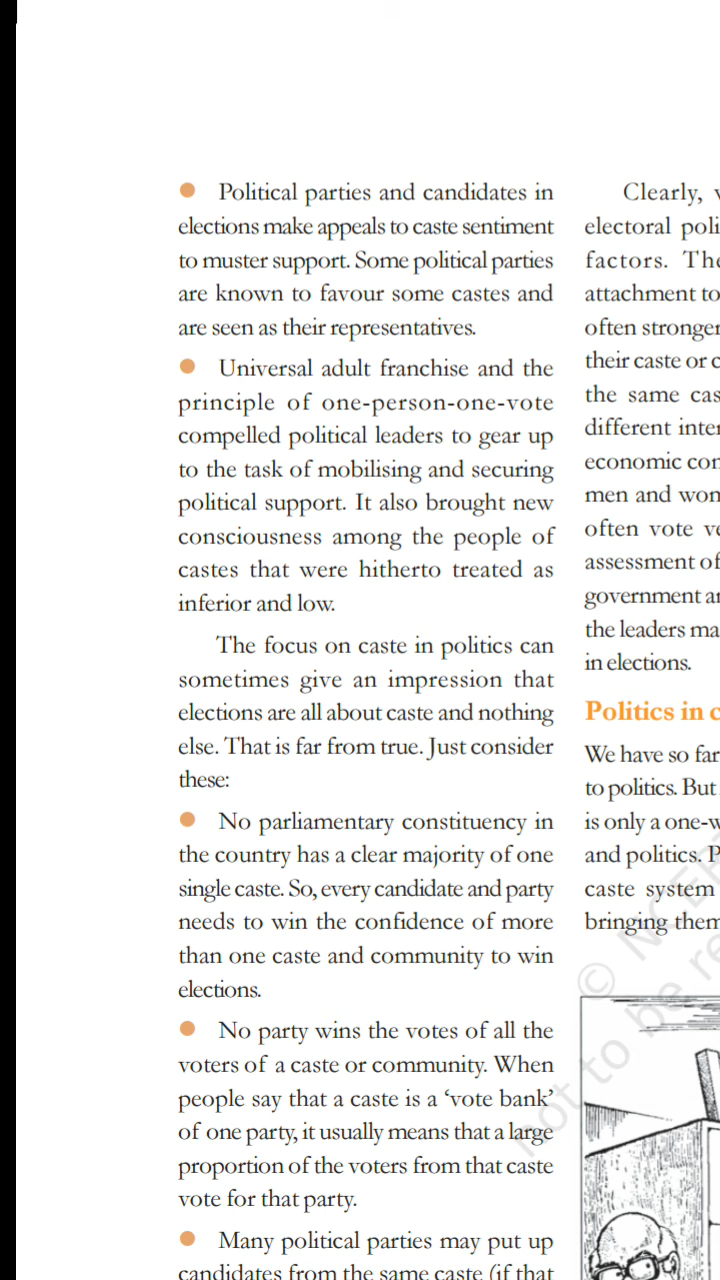 ● Political parties and candidates in
elections make appeals to caste sentiment
to muster support. Some political parties
are known to favour some castes and
are seen as their representatives.
● Universal adult franchise and the
principle of one-person-one-vote
compelled political leaders to gear up
to the task of mobilising and securing
political support. It also brought new
consciousness among the people of
castes that were hitherto treated as
inferior and low.
The focus on caste in politics can
sometimes give an impression that
elections are all about caste and nothing
else. That is far from true. Just consider
these:
● No parliamentary constituency in
the country has a clear majority of one
single caste. So, every candidate and party
needs to win the confidence of more
than one caste and community to win
elections.
● No party wins the votes of all the
voters of a caste or community. When
people say that a caste is a ‘vote bank’
of one party, it usually means that a large
proportion of the voters from that caste
vote for that party.
● Many political parties may put up
candidates from the same caste (if that
Clearly,
electoral
factors.
attachment to
often stronger
their caste or
the same
different
economic
men and
often vote
assessment of
government
the leaders
in elections.
Politics in
We have so far
to politics. But
is only a
and politics.
caste system
bringing them
© NCERT
not to be